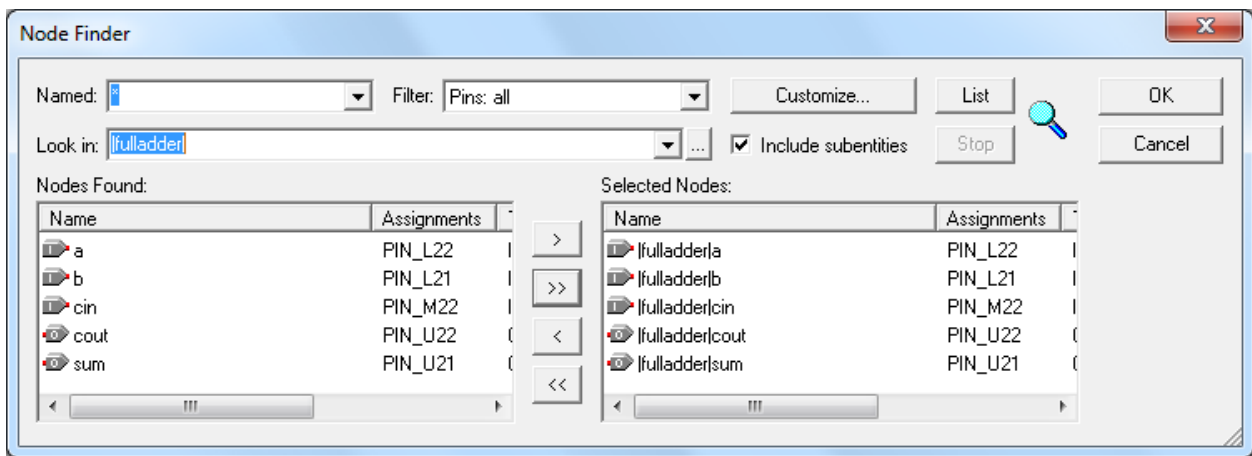 Node Finder
Named: * Filter: Pins: all Customize... List OK
Look in: |fulladder| ... Include subentities Stop Cancel
Nodes Found: Selected Nodes:
Name Assignments Name Assignments
a PIN_L22 > |fulladder|a PIN_L22
b PIN_L21 >> |fulladder|b PIN_L21
cin PIN_M22 |fulladder|cin PIN_M22
cout PIN_U22 < |fulladder|cout PIN_U22
sum PIN_U21 << |fulladder|sum PIN_U21